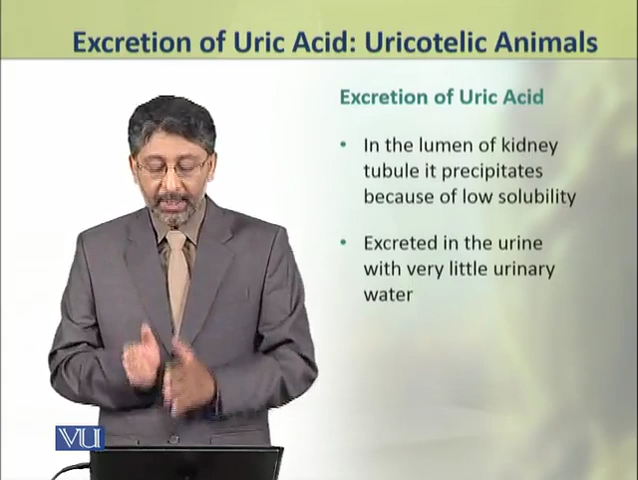 Excretion of Uric Acid: Uricotelic Animals
Excretion of Uric Acid
• In the lumen of kidney
tubule it precipitates
because of low solubility
• Excreted in the urine
with very little urinary
water
VU